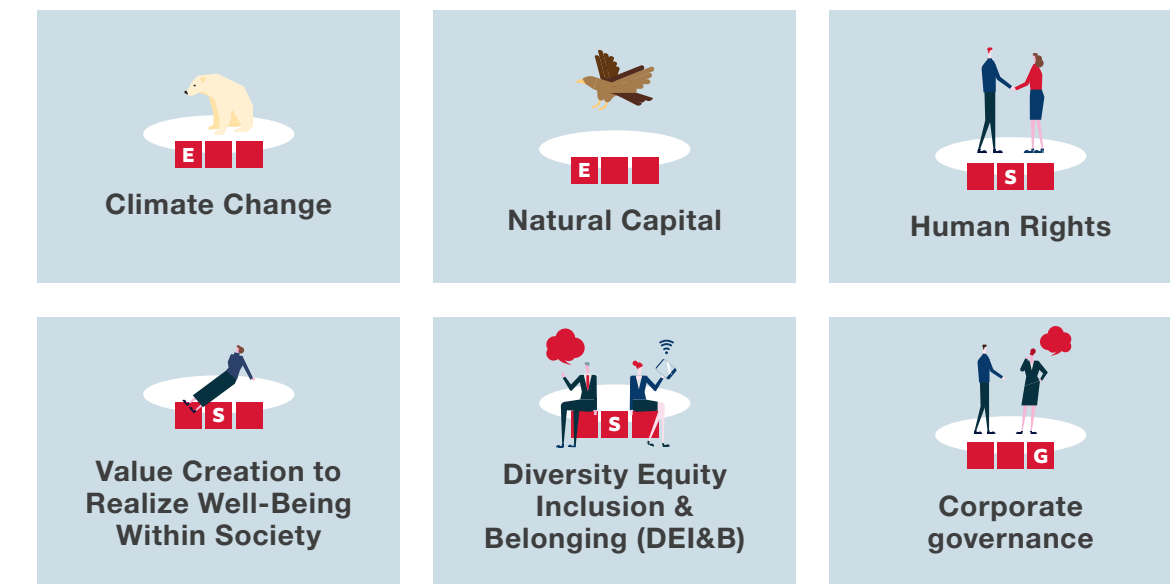 E
Climate Change
E
Natural Capital
S
Human Rights
S
Value Creation to
Realize Well-Being
Within Society
S
Diversity Equity
Inclusion &
Belonging (DEI&B)
G
Corporate
governance